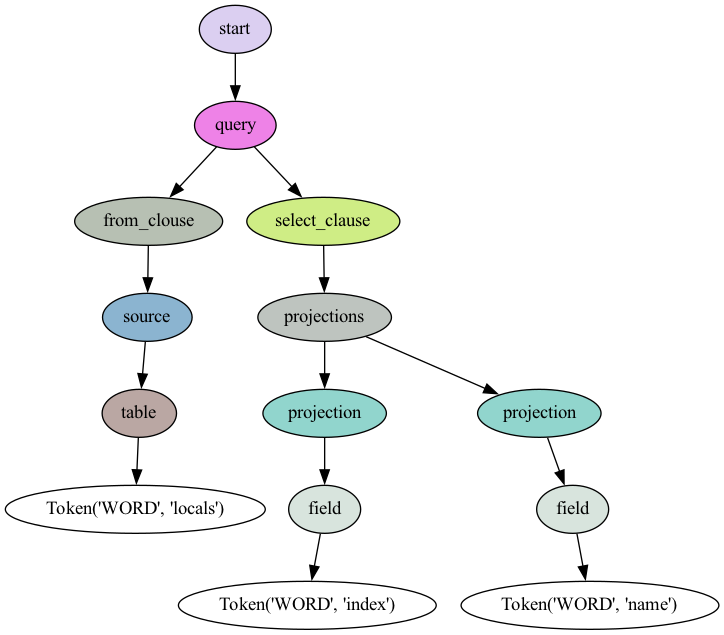 start
query
from_clouse
select_clause
source
projections
table
projection
projection
Token('WORD', 'locals')
field
field
Token('WORD', 'index')
Token('WORD', 'name')